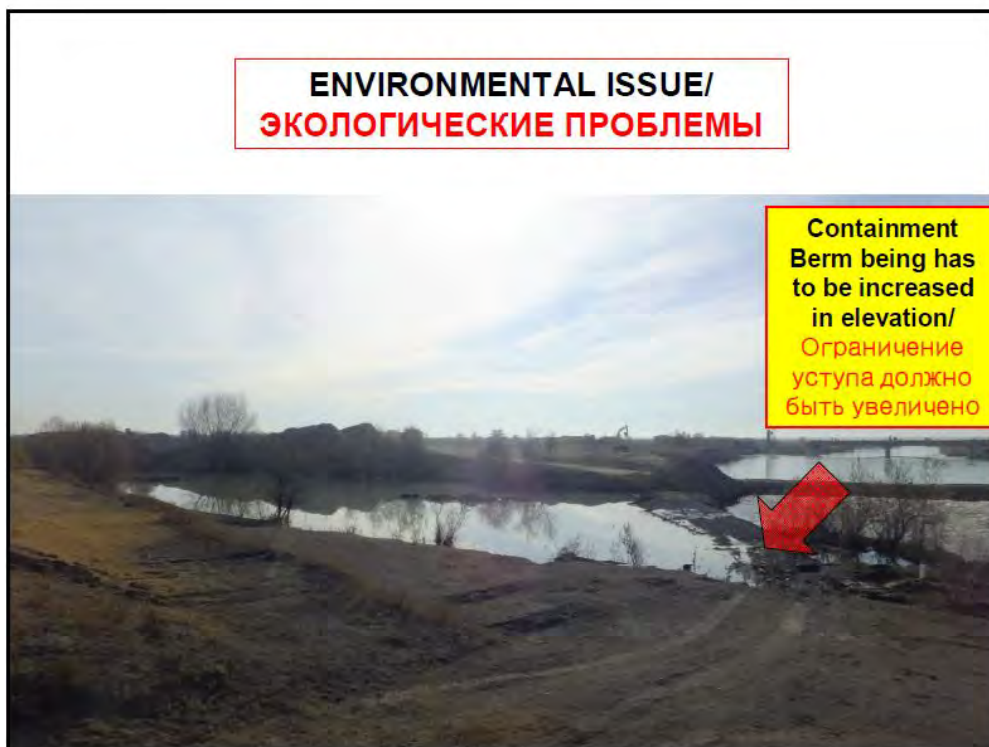 ENVIRONMENTAL ISSUE/
ЭКОЛОГИЧЕСКИЕ ПРОБЛЕМЫ
Containment
Berm being has
to be increased
in elevation/
Ограничение
уступа должно
быть увеличено